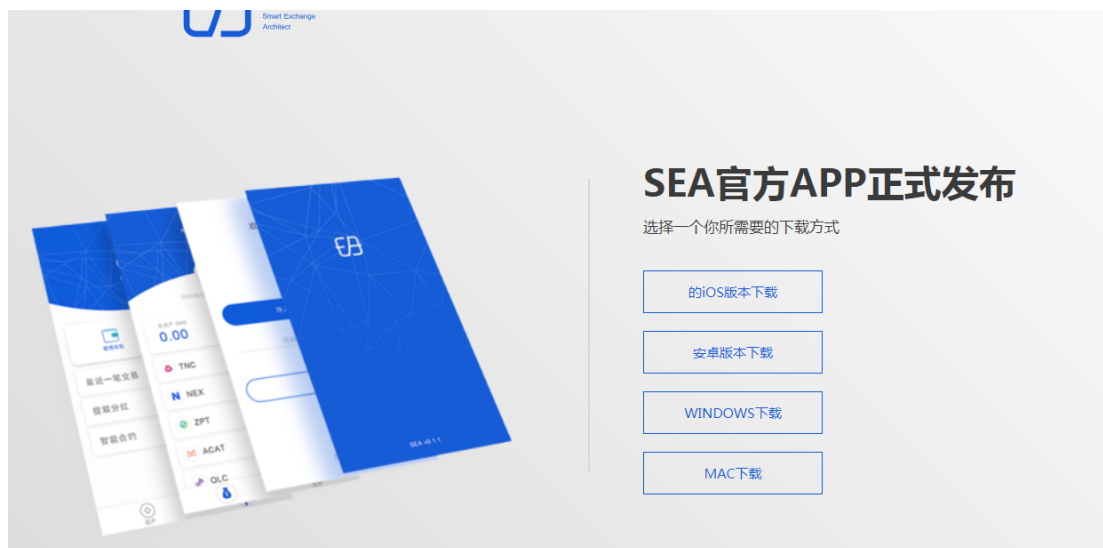 Smart Exchange
Architect
SEA官方APP正式发布
选择一个你所需要的下载方式
的iOS版本下载
安卓版本下载
WINDOWS下载
MAC下载
最近一笔交易
提取分红
智能合约
0.00
TNC
NEX
ZPT
ACAT
QLC
SEA v0.1.1